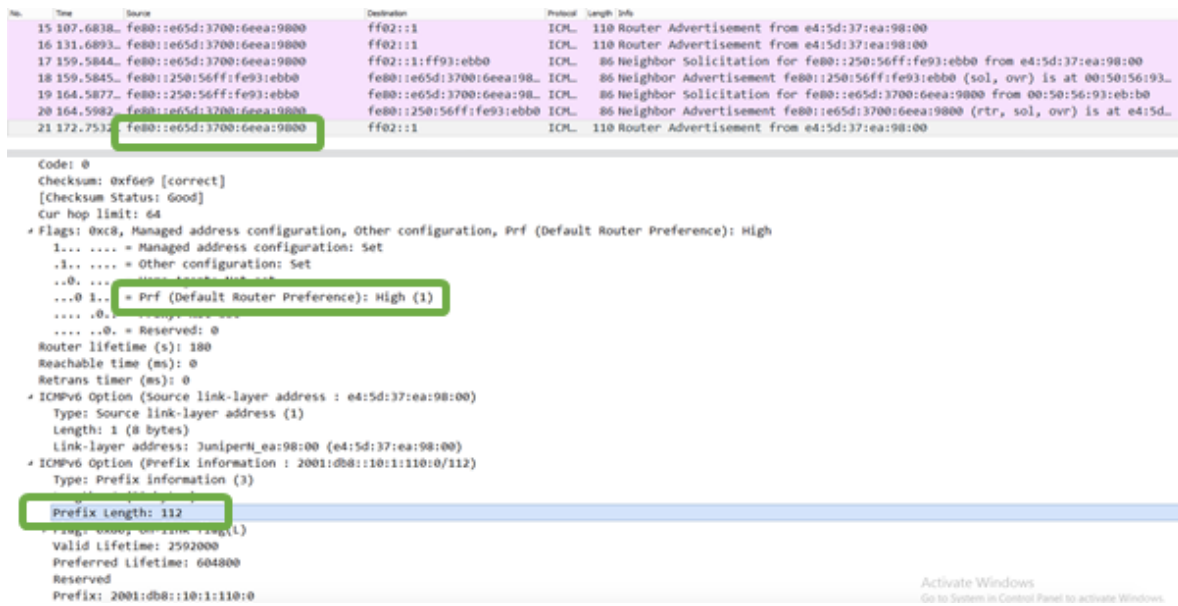 No. Time Source Destination Protocol Length Info
15 107.6838… fe80::e65d:3700:6eea:9800 ff02::1 ICM… 110 Router Advertisement from e4:5d:37:ea:98:00
16 131.6893… fe80::e65d:3700:6eea:9800 ff02::1 ICM… 110 Router Advertisement from e4:5d:37:ea:98:00
17 159.5844… fe80::e65d:3700:6eea:9800 ff02::1:ff93:ebb0 ICM… 86 Neighbor Solicitation for fe80::250:56ff:fe93:ebb0 from e4:5d:37:ea:98:00
18 159.5845… fe80::250:56ff:fe93:ebb0 fe80::e65d:3700:6eea:98… ICM… 86 Neighbor Advertisement fe80::250:56ff:fe93:ebb0 (sol, ovr) is at 00:50:56:93…
19 164.5877… fe80::250:56ff:fe93:ebb0 fe80::e65d:3700:6eea:98… ICM… 86 Neighbor Solicitation for fe80::e65d:3700:6eea:9800 from 00:50:56:93:eb:b0
20 164.5982… fe80::e65d:3700:6eea:9800 fe80::250:56ff:fe93:ebb0 ICM… 86 Neighbor Advertisement fe80::e65d:3700:6eea:9800 (rtr, sol, ovr) is at e4:5d…
21 172.7532… fe80::e65d:3700:6eea:9800 ff02::1 ICM… 110 Router Advertisement from e4:5d:37:ea:98:00
Code: 0
Checksum: 0xf6e9 [correct]
[Checksum Status: Good]
Cur hop limit: 64
Flags: 0xc8, Managed address configuration, Other configuration, Prf (Default Router Preference): High
1... .... = Managed address configuration: Set
.1.. .... = Other configuration: Set
..0. ....
...0 1... = Prf (Default Router Preference): High (1)
.... .0..
.... ..0. = Reserved: 0
Router lifetime (s): 180
Reachable time (ms): 0
Retrans timer (ms): 0
ICMPv6 Option (Source link-layer address : e4:5d:37:ea:98:00)
Type: Source link-layer address (1)
Length: 1 (8 bytes)
Link-layer address: JuniperN_ea:98:00 (e4:5d:37:ea:98:00)
ICMPv6 Option (Prefix information : 2001:db8::10:1:110:0/112)
Type: Prefix information (3)
Prefix Length: 112
flag(L)
Valid Lifetime: 2592000
Preferred Lifetime: 604800
Reserved
Prefix: 2001:db8::10:1:110:0
Activate Windows
Go to System in Control Panel to activate Windows.